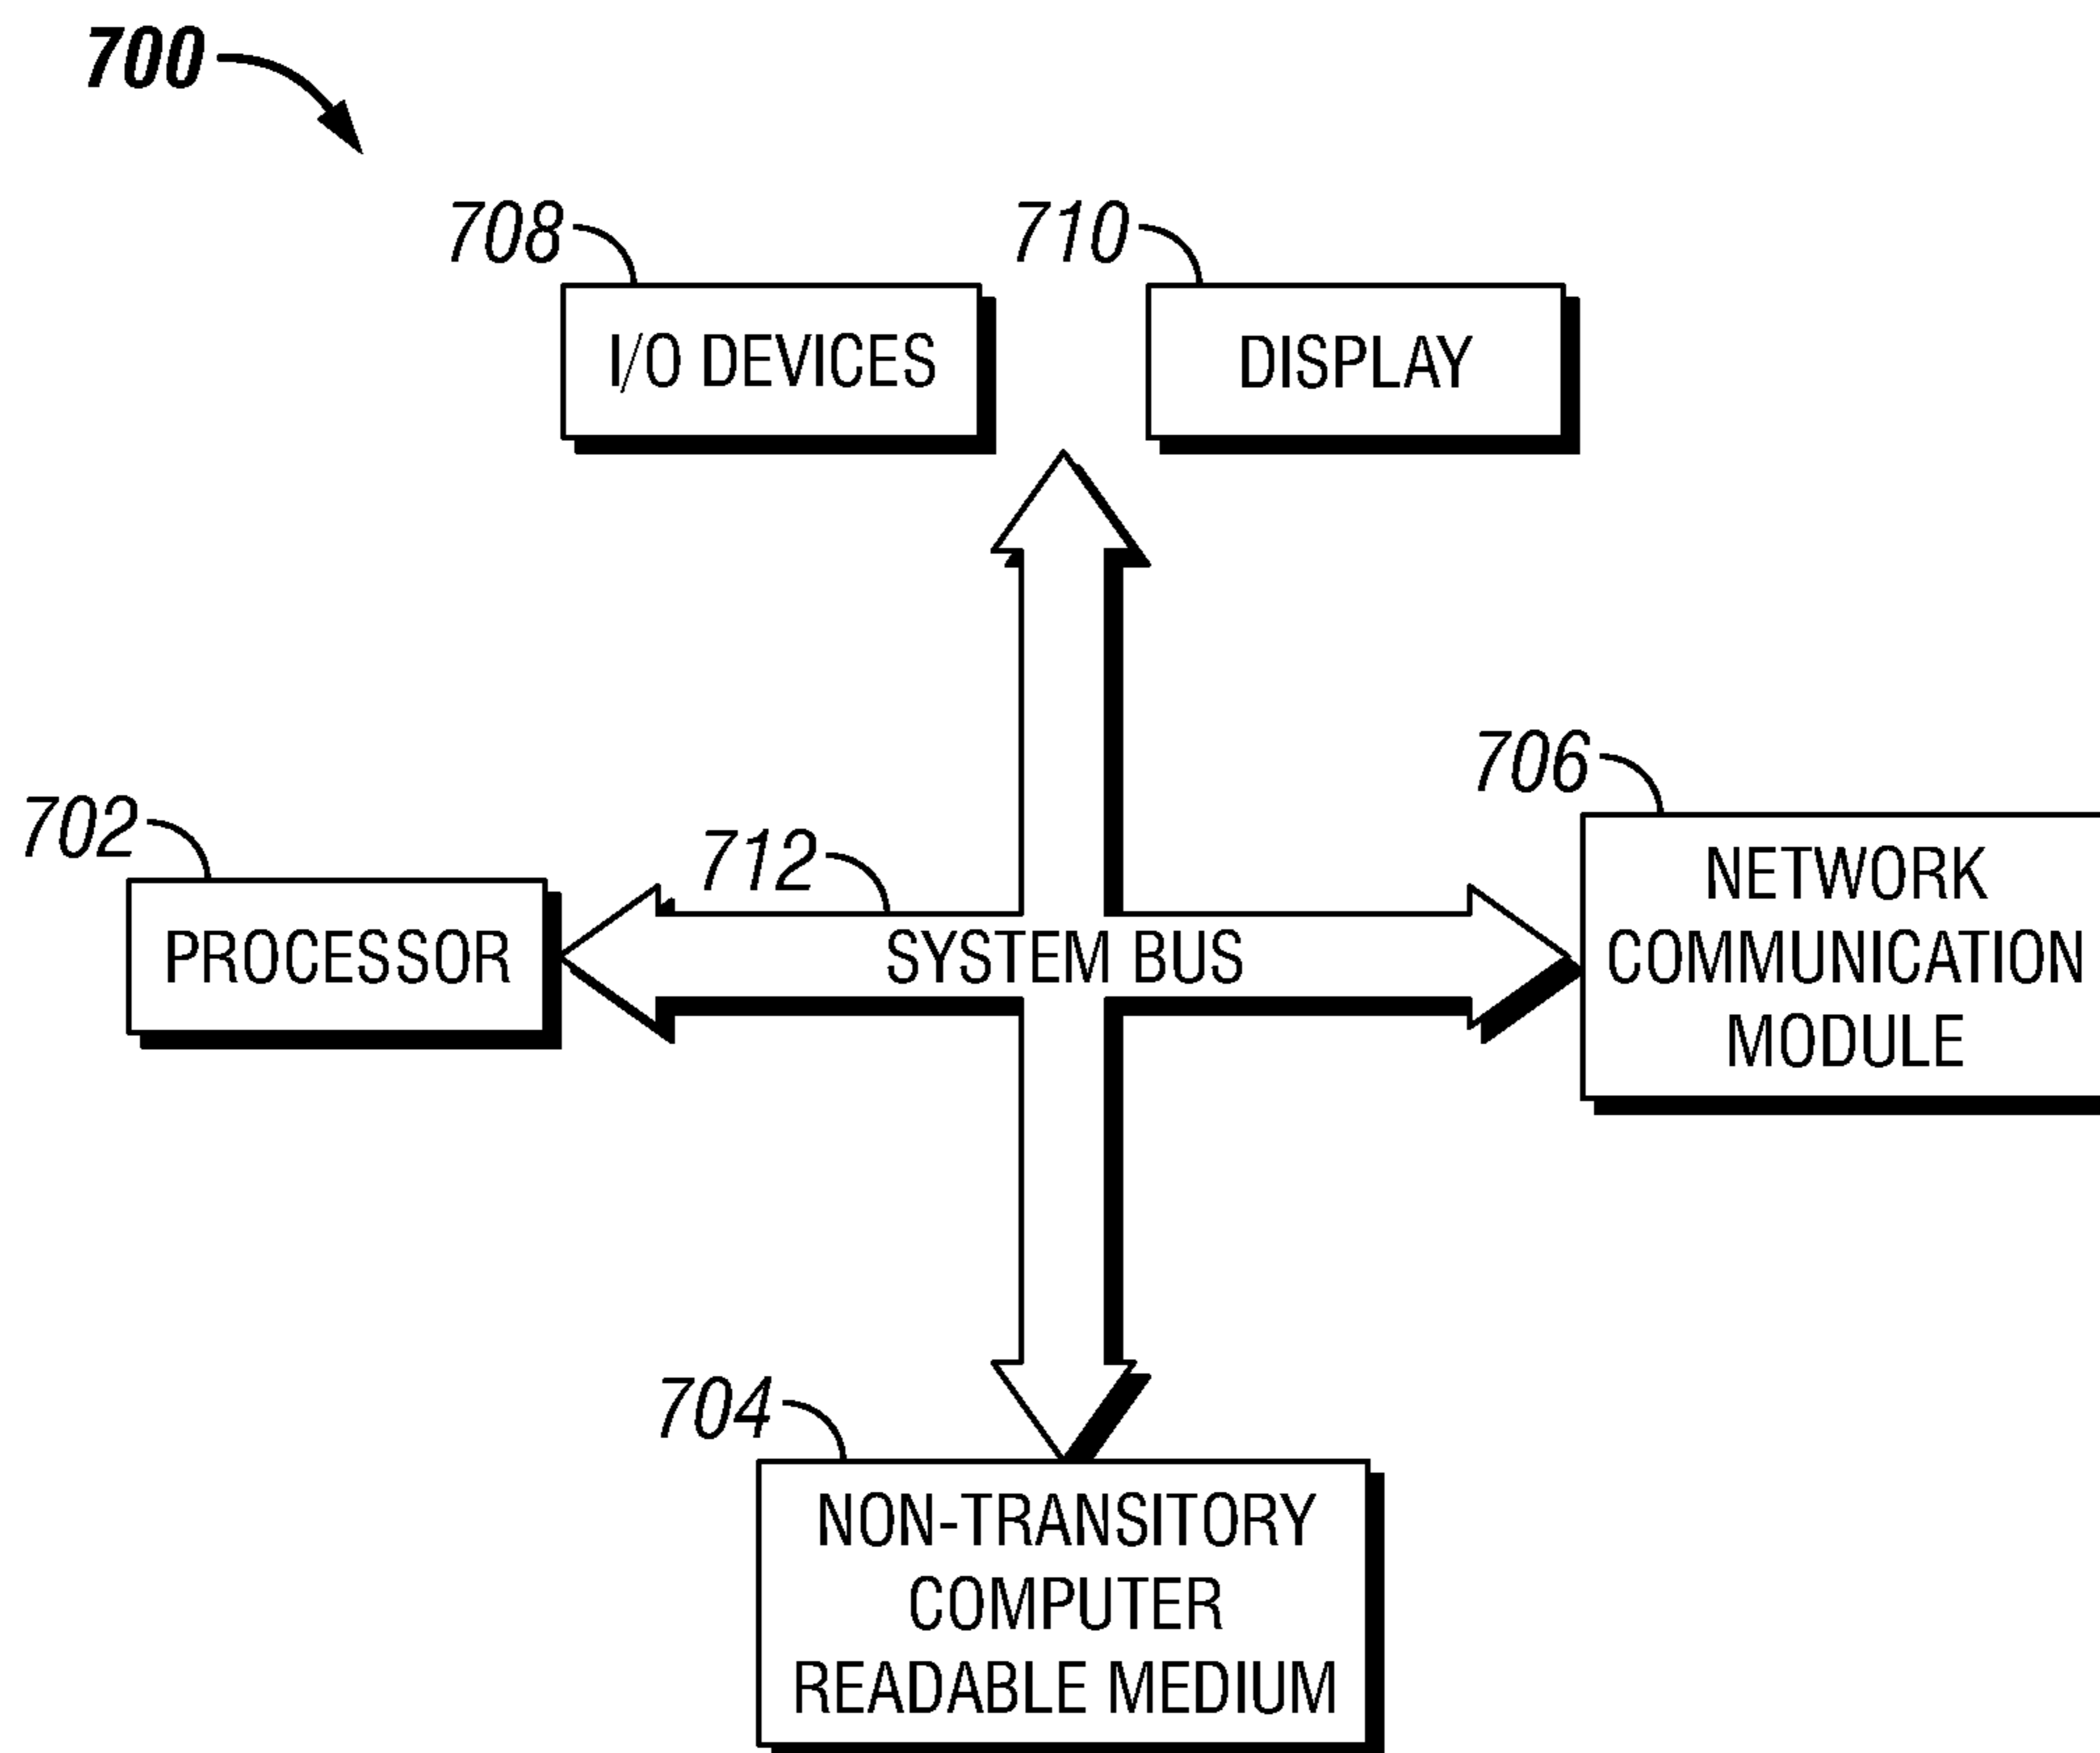 700
708
710
I/O DEVICES
DISPLAY
706
702
712
NETWORK
COMMUNICATION
MODULE
PROCESSOR
SYSTEM BUS
704
NON-TRANSITORY
COMPUTER
READABLE MEDIUM